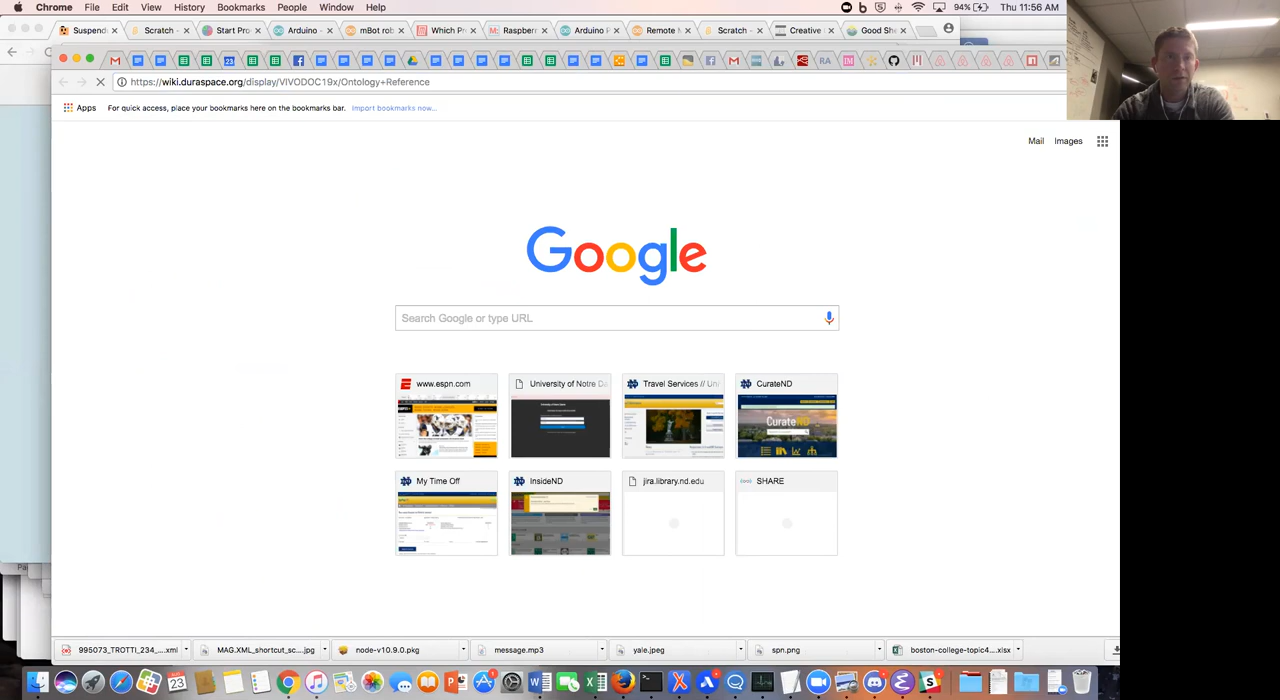 Chrome File Edit View History Bookmarks People Window Help 94% Thu 11:56 AM
Suspend Scratch - Start Pro Arduino - mBot rob Which Pr Raspberr Arduino P Remote M Scratch - Creative Good She
https://wiki.duraspace.org/display/VIVODOC19x/Ontology+Reference
Apps For quick access, place your bookmarks here on the bookmarks bar. Import bookmarks now...
Mail Images
Google
Search Google or type URL
www.espn.com University of Notre Da Travel Services // Uni CurateND
CurateND
My Time Off InsideND jira.library.nd.edu SHARE
995073_TROTTI_234_....xml MAG.XML_shortcut_sc....jpg node-v10.9.0.pkg message.mp3 yale.jpeg spn.png boston-college-topic4....xlsx